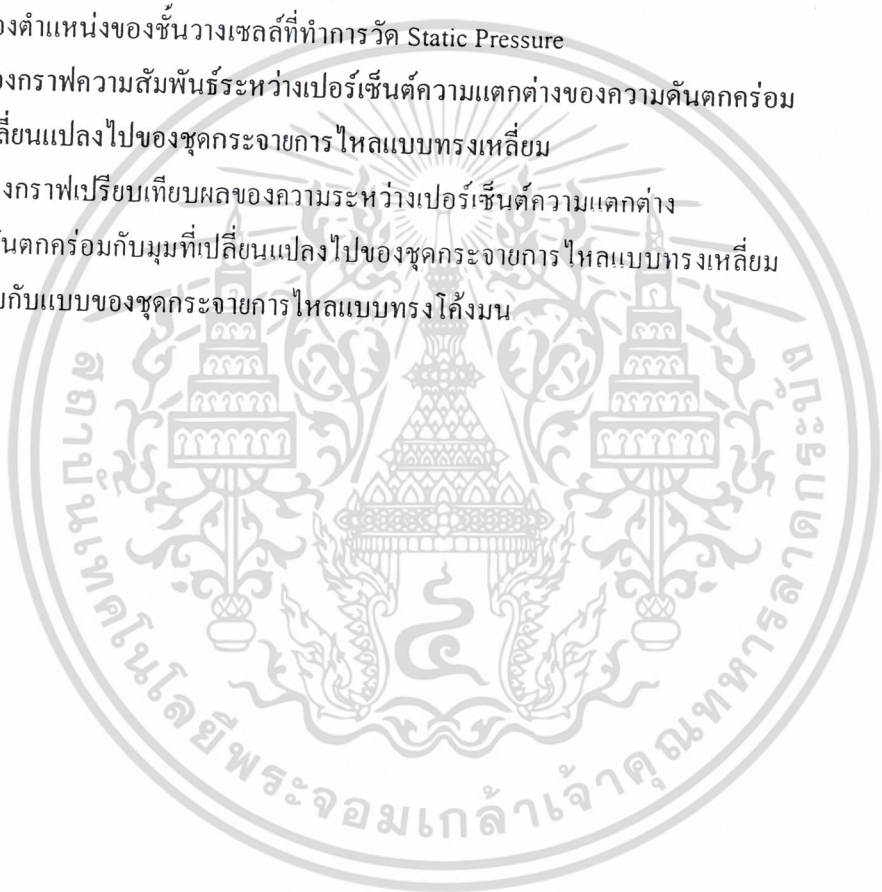 องตำแหน่งของชั้นวางเซลล์ที่ทำการวัด Static Pressure
องกราฟความสัมพันธ์ระหว่างเปอร์เซ็นต์ความแตกต่างของความดันตกคร่อม
ลี่ยนแปลงไปของชุดกระจายการไหลแบบทรงเหลี่ยม
งกราฟเปรียบเทียบผลของความระหว่างเปอร์เซ็นต์ความแตกต่าง
ันตกคร่อมกับมุมที่เปลี่ยนแปลงไปของชุดกระจายการไหลแบบทรงเหลี่ยม
บกับแบบของชุดกระจายการไหลแบบทรงโค้งมน
สถาบันเทคโนโลยีพระจอมเกล้าเจ้าคุณทหารลาดกระบัง